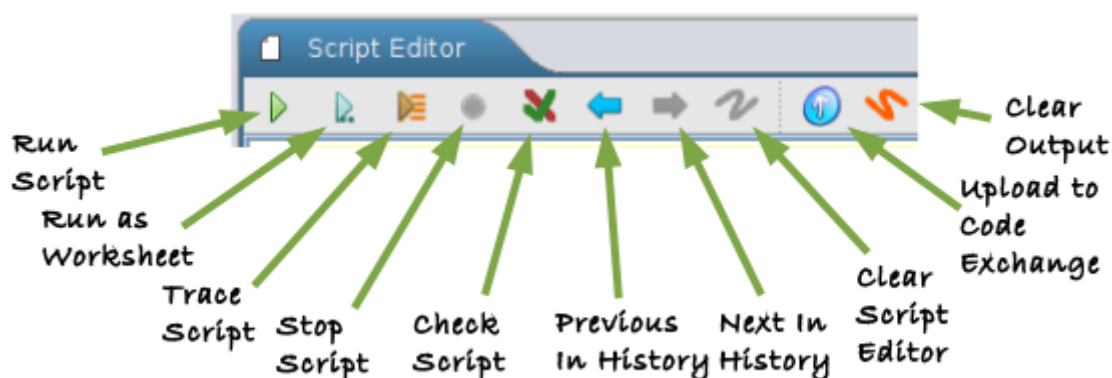 Script Editor
Run
Script
Run as
Worksheet
Trace
Script
Stop
Script
Check
Script
Previous
In History
Next In
History
Clear
Script
Editor
Upload to
Code
Exchange
Clear
Output